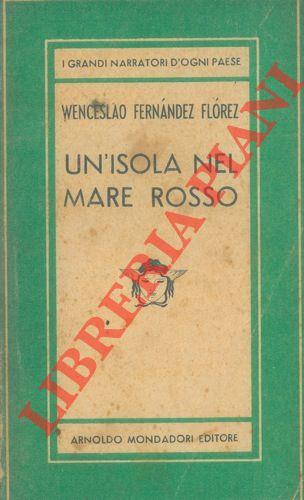 I GRANDI NARRATORI D'OGNI PAESE
WENCESLAO FERNÁNDEZ FLÓREZ
UN'ISOLA NEL
MARE ROSSO
LIBRERIA PIANI
ARNOLDO MONDADORI EDITORE